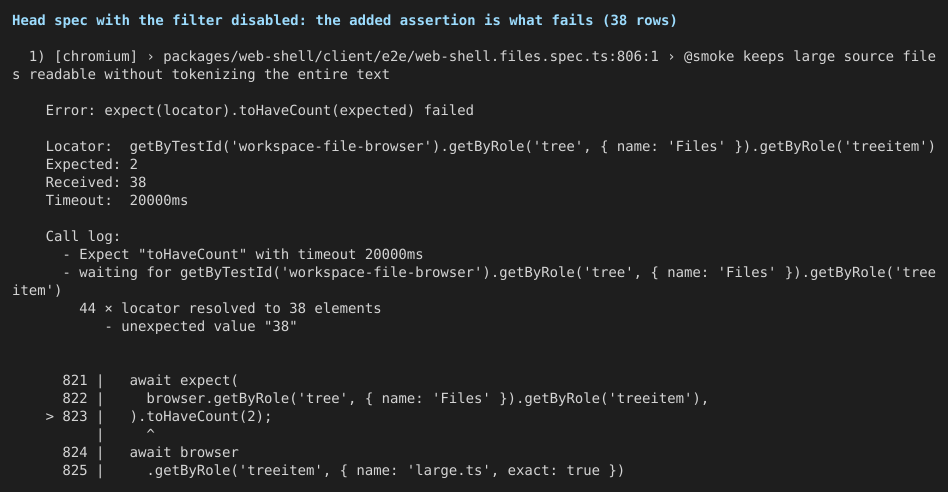 Head spec with the filter disabled: the added assertion is what fails (38 rows)
1) [chromium] › packages/web-shell/client/e2e/web-shell.files.spec.ts:806:1 › @smoke keeps large source file
s readable without tokenizing the entire text
Error: expect(locator).toHaveCount(expected) failed
Locator:  getByTestId('workspace-file-browser').getByRole('tree', { name: 'Files' }).getByRole('treeitem')
Expected: 2
Received: 38
Timeout:  20000ms
Call log:
- Expect "toHaveCount" with timeout 20000ms
- waiting for getByTestId('workspace-file-browser').getByRole('tree', { name: 'Files' }).getByRole('tree
item')
44 × locator resolved to 38 elements
- unexpected value "38"
821 |   await expect(
822 |     browser.getByRole('tree', { name: 'Files' }).getByRole('treeitem'),
> 823 |   ).toHaveCount(2);
|     ^
824 |   await browser
825 |     .getByRole('treeitem', { name: 'large.ts', exact: true })